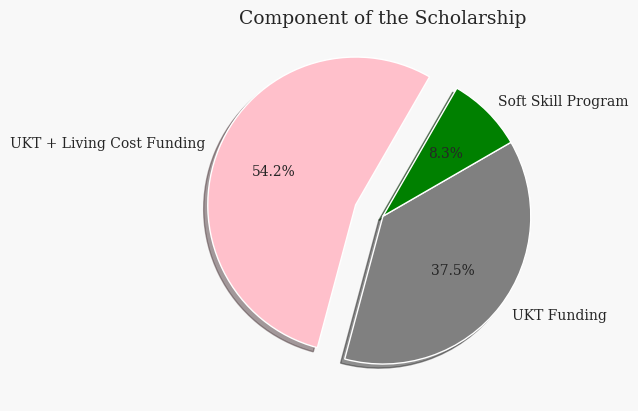 Component of the Scholarship
Soft Skill Program
UKT + Living Cost Funding
8.3%
54.2%
37.5%
UKT Funding